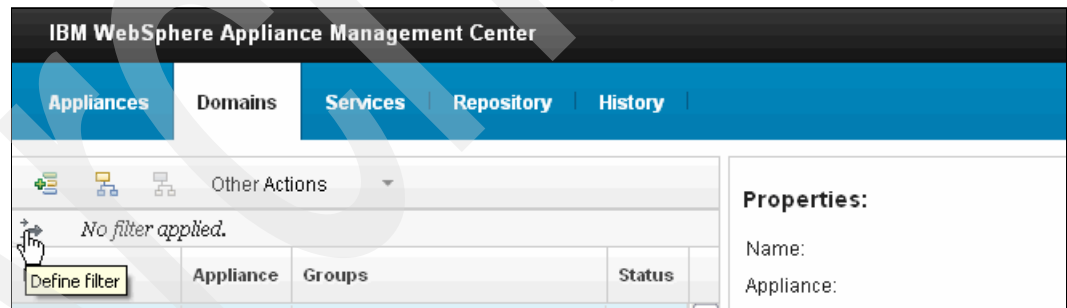 IBM WebSphere Appliance Management Center
Appliances Domains Services Repository History
Other Actions
No filter applied.
Define filter
Appliance Groups Status
Properties:
Name:
Appliance: